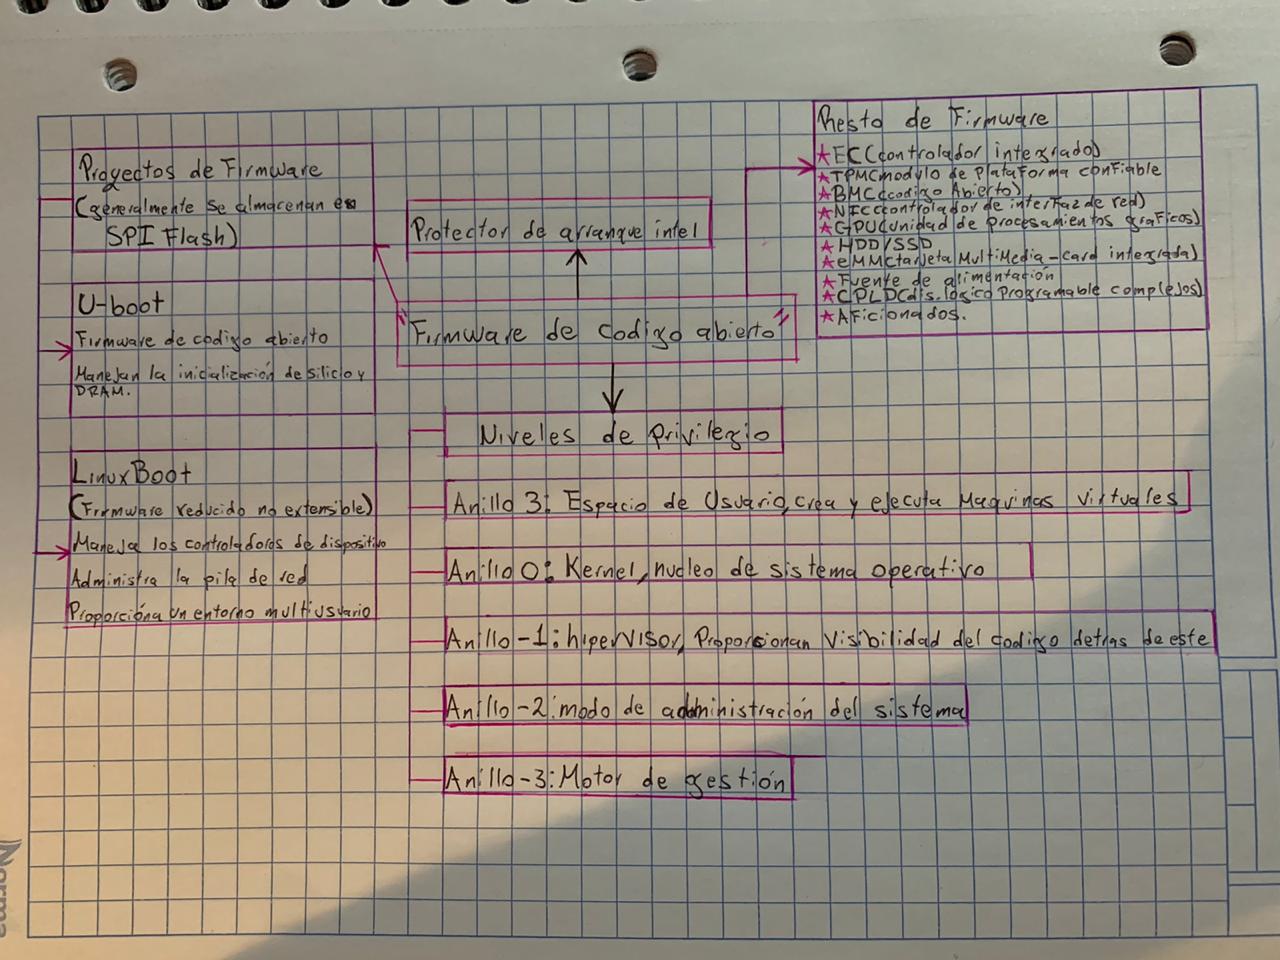 Proyectos de Firmware
(generalmente se almacenan en
SPI Flash)
U-boot
Firmware de codigo abierto
Manejan la inicialización de silicio y
DRAM.
LinuxBoot
(Firmware reducido no extensible)
Maneja los controladores de dispositivo
Administra la pila de red
Proporcióna un entorno multiusuario
Protector de arranque intel
"Firmware de codigo abierto"
Resto de Firmware
★EC(controlador integrado)
★TPM(modulo de Plataforma confiable
★BMC(codigo Abierto)
★NIC(controlador de interfaz de red)
★GPU(unidad de procesamientos graficos)
★HDD/SSD
★eMMC(tarjeta MultiMedia-card integrada)
★Fuente de alimentación
★CPLD(dis.lógico Programable complejos)
★Aficionados.
Niveles de privilegio
Anillo 3: Espacio de Usuario, crea y ejecuta Maquinas virtuales
Anillo 0: Kernel, nucleo de sistema operativo
Anillo-1: hipervisor, Proporsionan Visibilidad del codigo detras de este
Anillo-2: modo de administración del sistema
Anillo-3: Motor de gestión
Norma